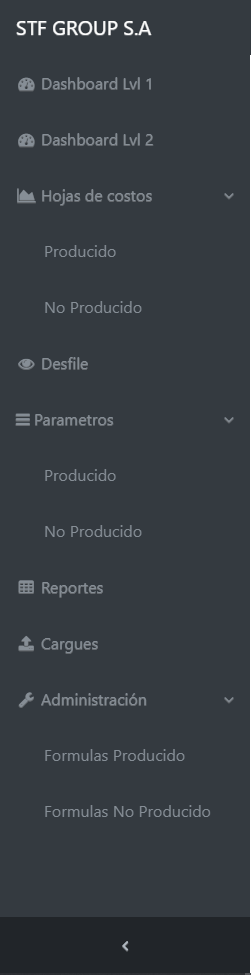 STF GROUP S.A
Dashboard Lvl 1
Dashboard Lvl 2
Hojas de costos
Producido
No Producido
Desfile
Parametros
Producido
No Producido
Reportes
Cargues
Administración
Formulas Producido
Formulas No Producido